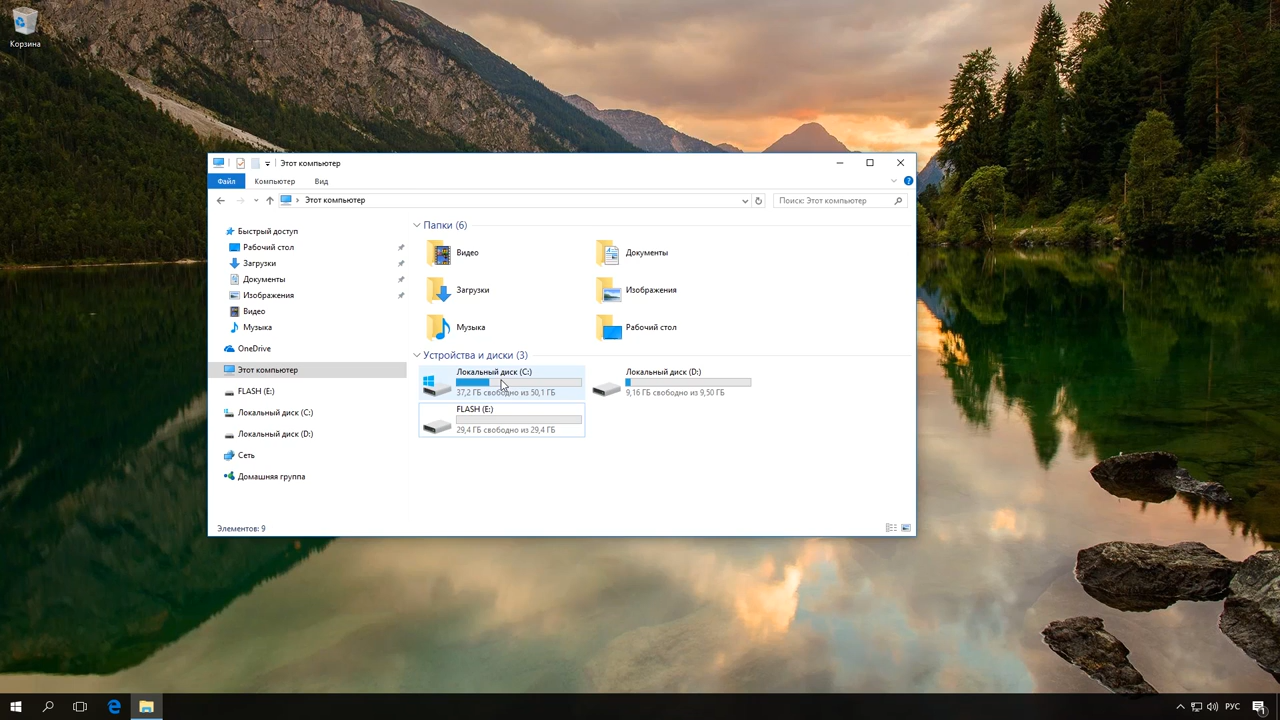 Корзина
Этот компьютер
Файл
Компьютер
Вид
Этот компьютер
Поиск: Этот компьютер
Быстрый доступ
Рабочий стол
Загрузки
Документы
Изображения
Видео
Музыка
OneDrive
Этот компьютер
FLASH (E:)
Локальный диск (C:)
Локальный диск (D:)
Сеть
Домашняя группа
Папки (6)
Видео
Документы
Загрузки
Изображения
Музыка
Рабочий стол
Устройства и диски (3)
Локальный диск (C:)
37,2 ГБ свободно из 50,1 ГБ
Локальный диск (D:)
9,16 ГБ свободно из 9,50 ГБ
FLASH (E:)
29,4 ГБ свободно из 29,4 ГБ
Элементов: 9
РУС
1